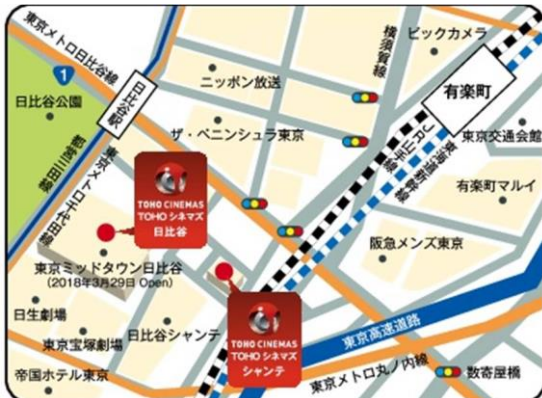 東京メトロ日比谷線
1
日比谷公園
日比谷駅
都営三田線
東京メトロ千代田線
ニッポン放送
ザ・ペニンシュラ東京
横須賀線
ビックカメラ
有楽町
東京交通会館
有楽町マルイ
東海道新幹線
JR山手線
阪急メンズ東京
TOHO CINEMAS
TOHOシネマズ
日比谷
東京ミッドタウン日比谷
(2018年3月29日 Open)
日生劇場
東京宝塚劇場
帝国ホテル東京
日比谷シャンテ
TOHO CINEMAS
TOHOシネマズ
シャンテ
東京高速道路
東京メトロ丸ノ内線
数寄屋橋